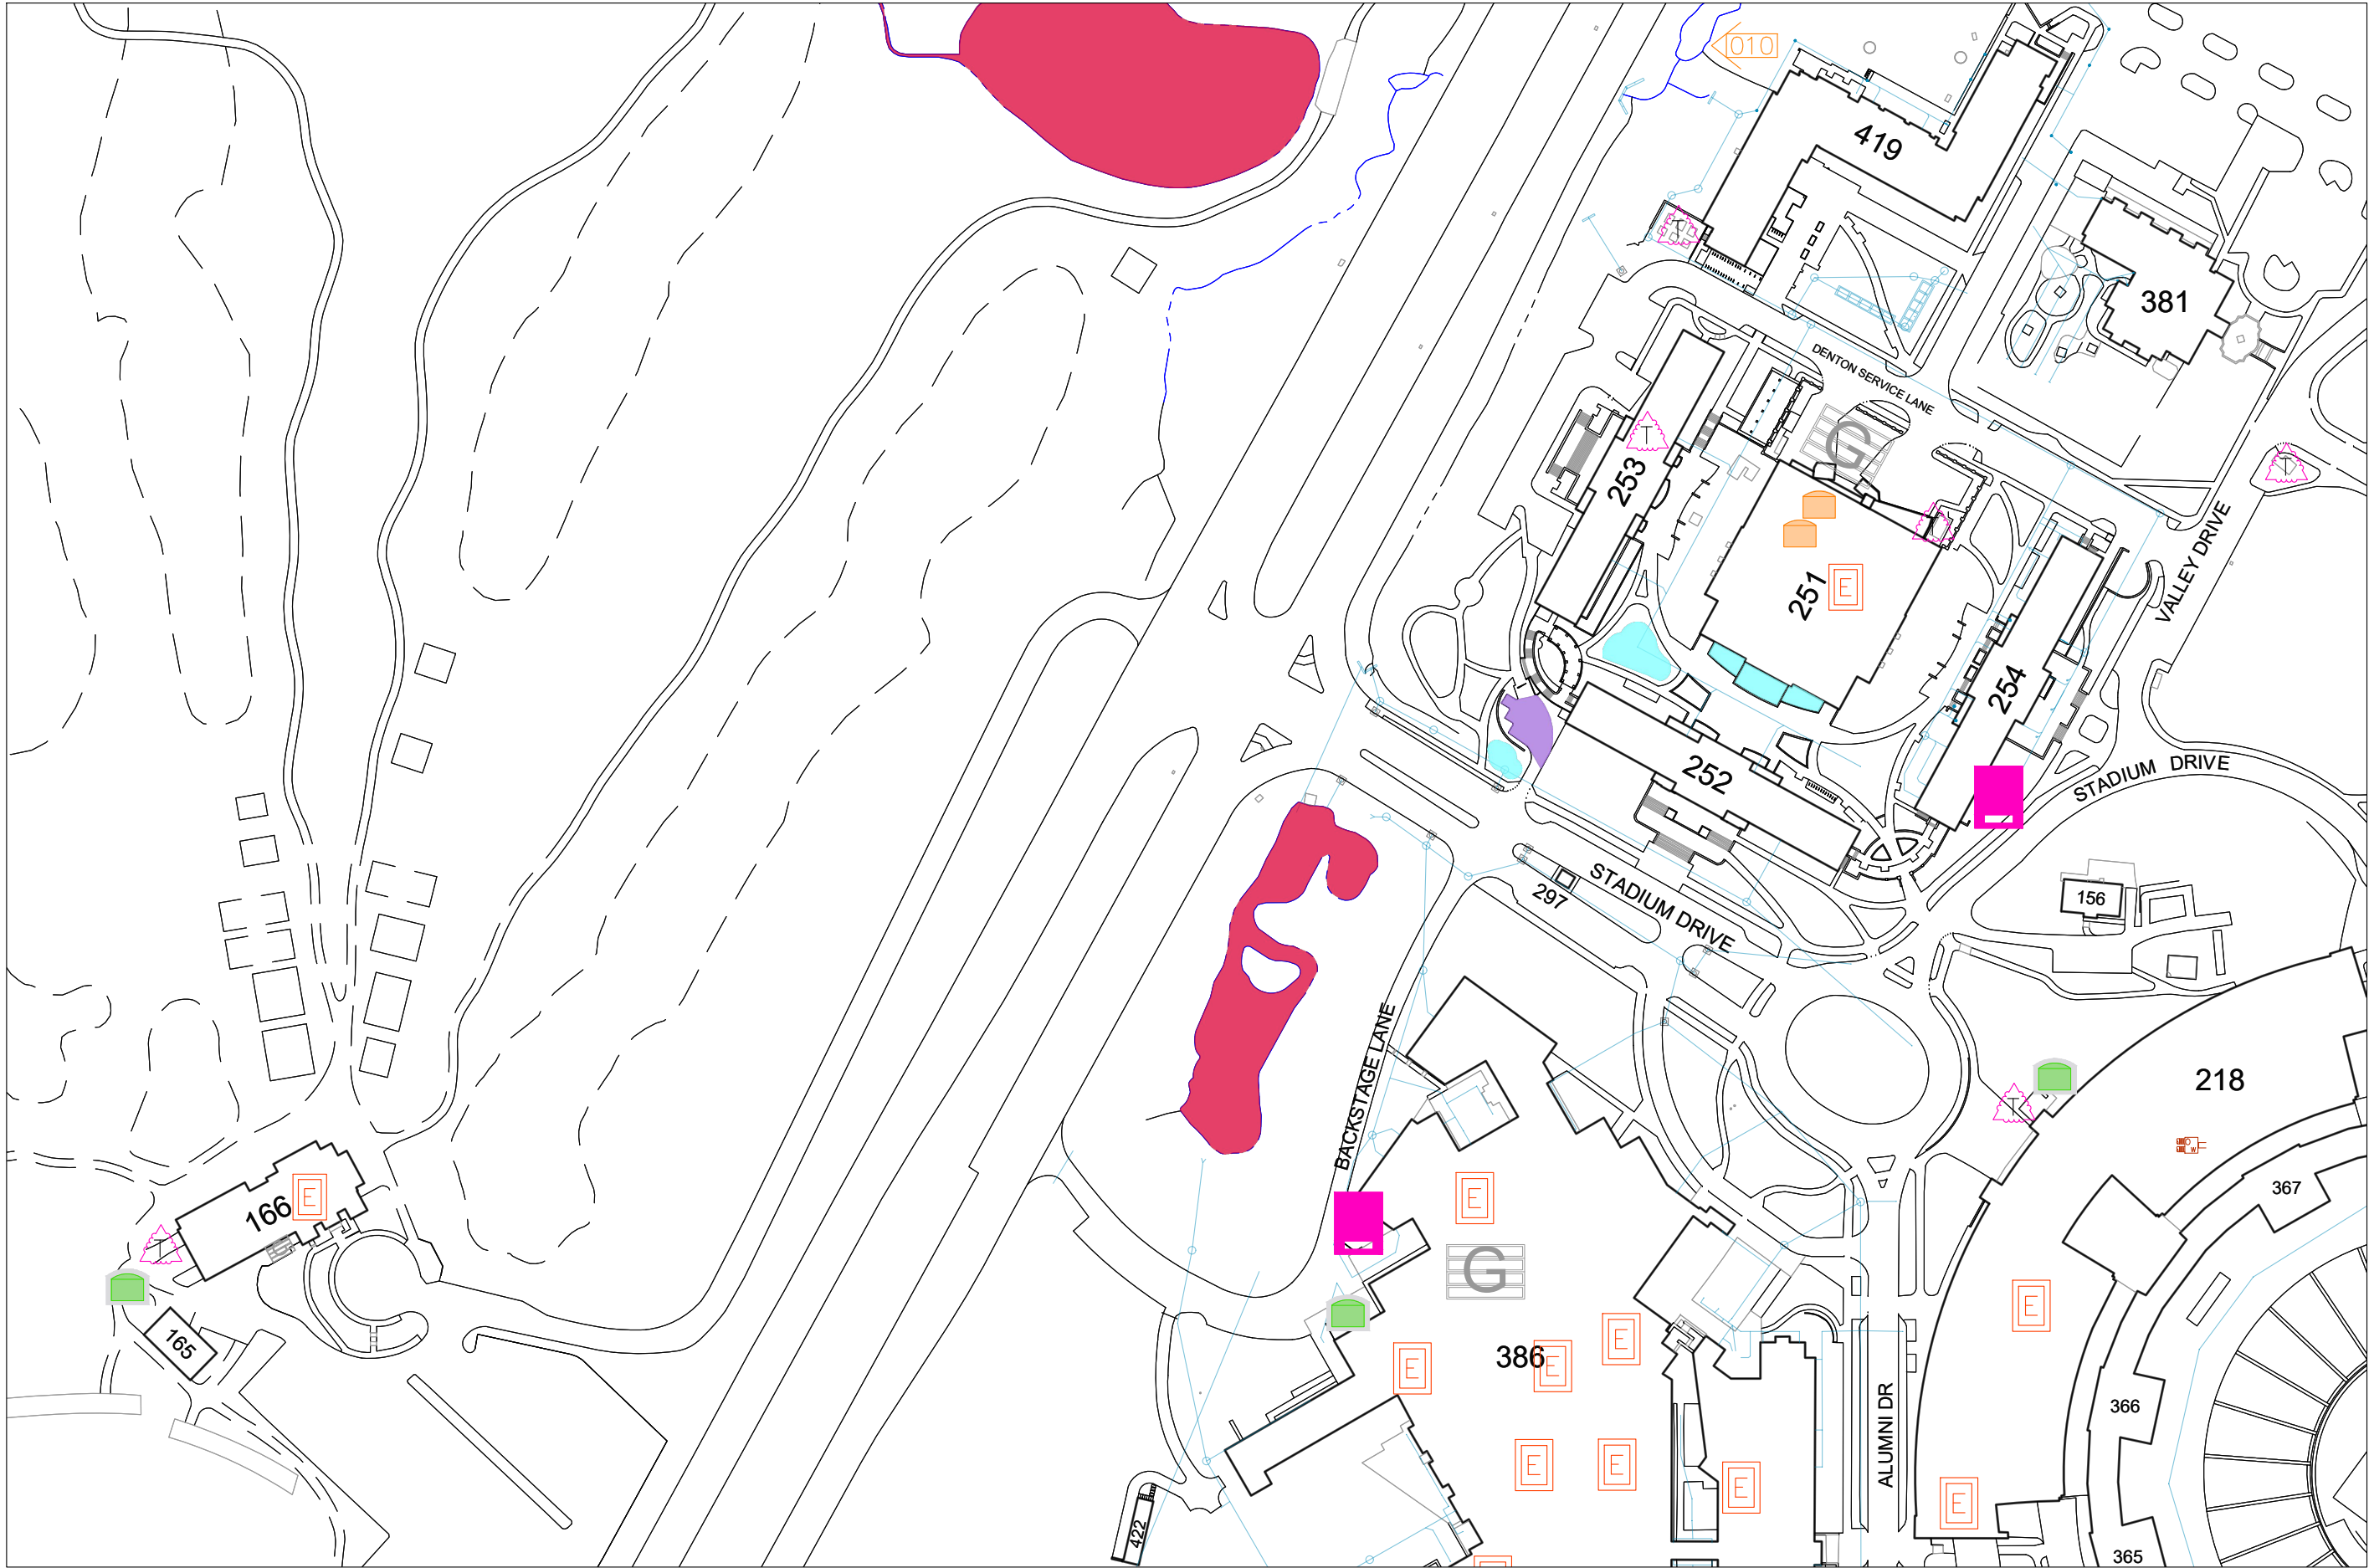 010
419
T
381
DENTON SERVICE LANE
G
T
253
T
T
VALLEY DRIVE
251
E
254
252
STADIUM DRIVE
297
STADIUM DRIVE
156
BACKSTAGE LANE
218
T
D
W
367
166
E
E
T
G
G
E
165
E
386
E
E
366
ALUMNI DR
E
E
E
E
422
365
E